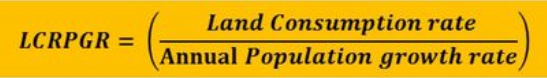 LCRPGR = (Land Consumption rate / Annual Population growth rate)